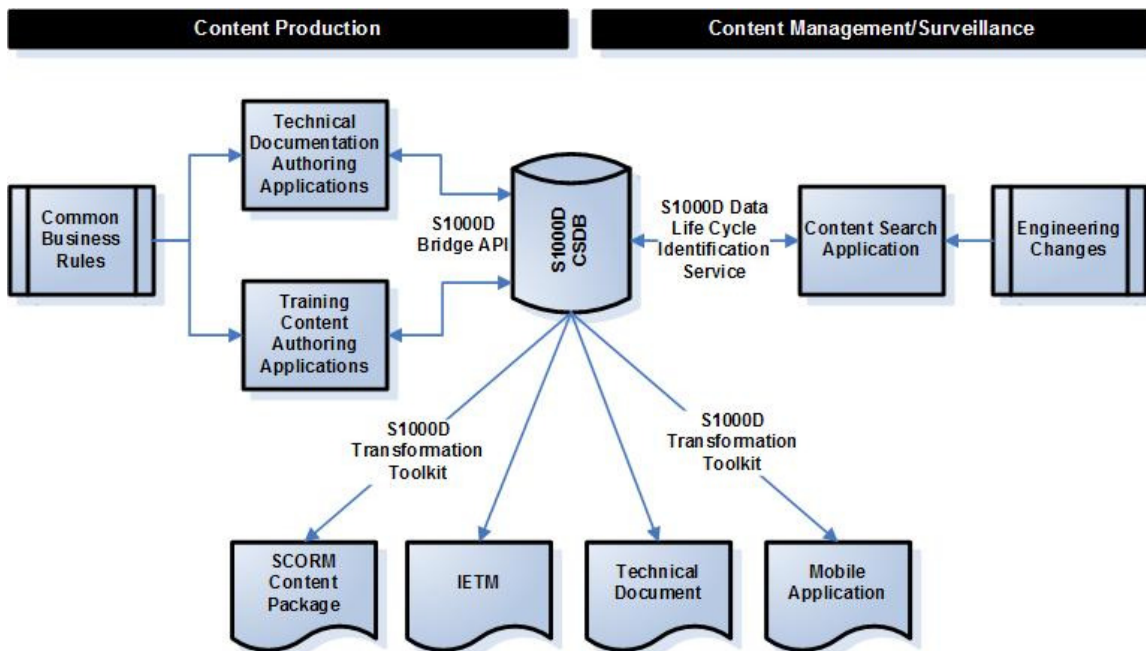 Content Production
Content Management/Surveillance
Technical
Documentation
Authoring
Applications
Common
Business
Rules
S1000D
Bridge API
S1000D
CSDB
S1000D Data
Life Cycle
Identification
Service
Content Search
Application
Engineering
Changes
Training
Content
Authoring
Applications
S1000D
Transformation
Toolkit
S1000D
Transformation
Toolkit
SCORM
Content
Package
IETM
Technical
Document
Mobile
Application